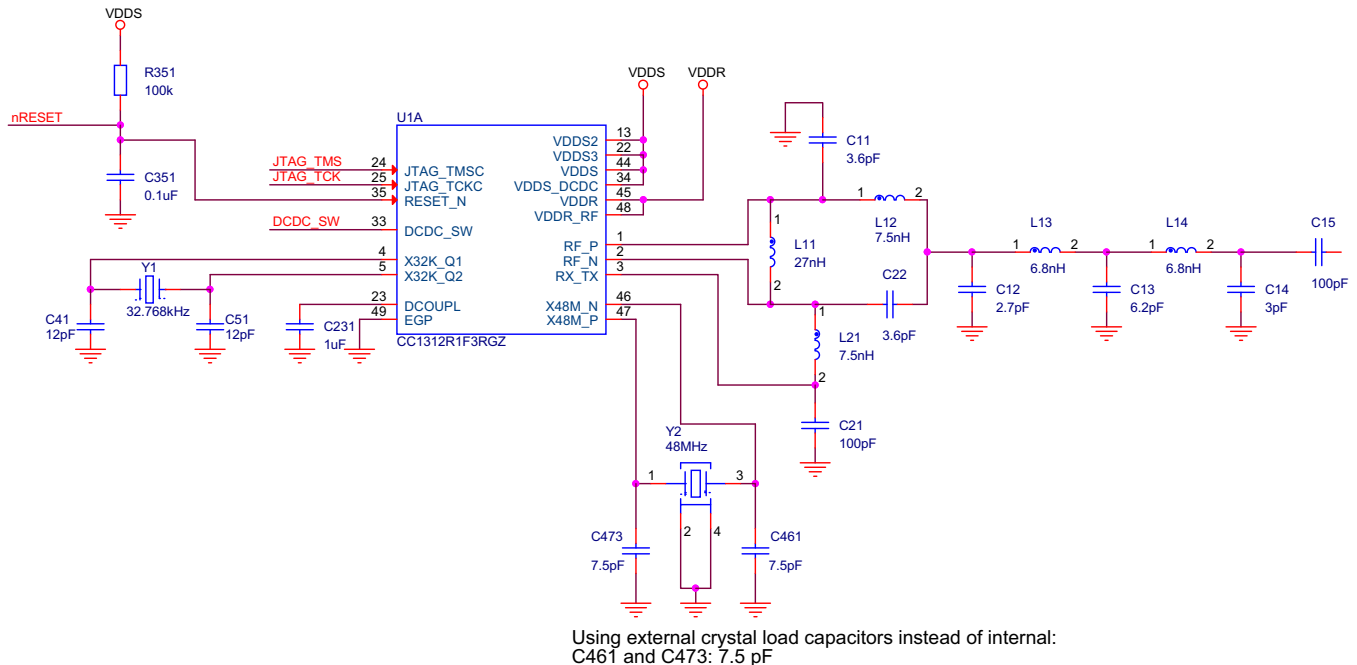 VDDS
R351
100k
nRESET
C351
0.1uF
JTAG_TMS
JTAG_TCK
DCDC_SW
24
25
35
33
4
5
23
49
U1A
JTAG_TMSC
JTAG_TCKC
RESET_N
DCDC_SW
X32K_Q1
X32K_Q2
DCOUPL
EGP
CC1312R1F3RGZ
VDDS2
VDDS3
VDDS
VDDS_DCDC
VDDR
VDDR_RF
RF_P
RF_N
RX_TX
X48M_N
X48M_P
13
22
44
34
45
48
1
2
3
46
47
VDDS
VDDR
Y1
32.768kHz
C41
12pF
C51
12pF
C231
1uF
C11
3.6pF
1
2
L11
27nH
1
2
L12
7.5nH
C22
3.6pF
1
2
L21
7.5nH
C21
100pF
C12
2.7pF
1
2
L13
6.8nH
C13
6.2pF
1
2
L14
6.8nH
C14
3pF
C15
100pF
Y2
48MHz
1
3
2
4
C473
7.5pF
C461
7.5pF
Using external crystal load capacitors instead of internal:
C461 and C473: 7.5 pF